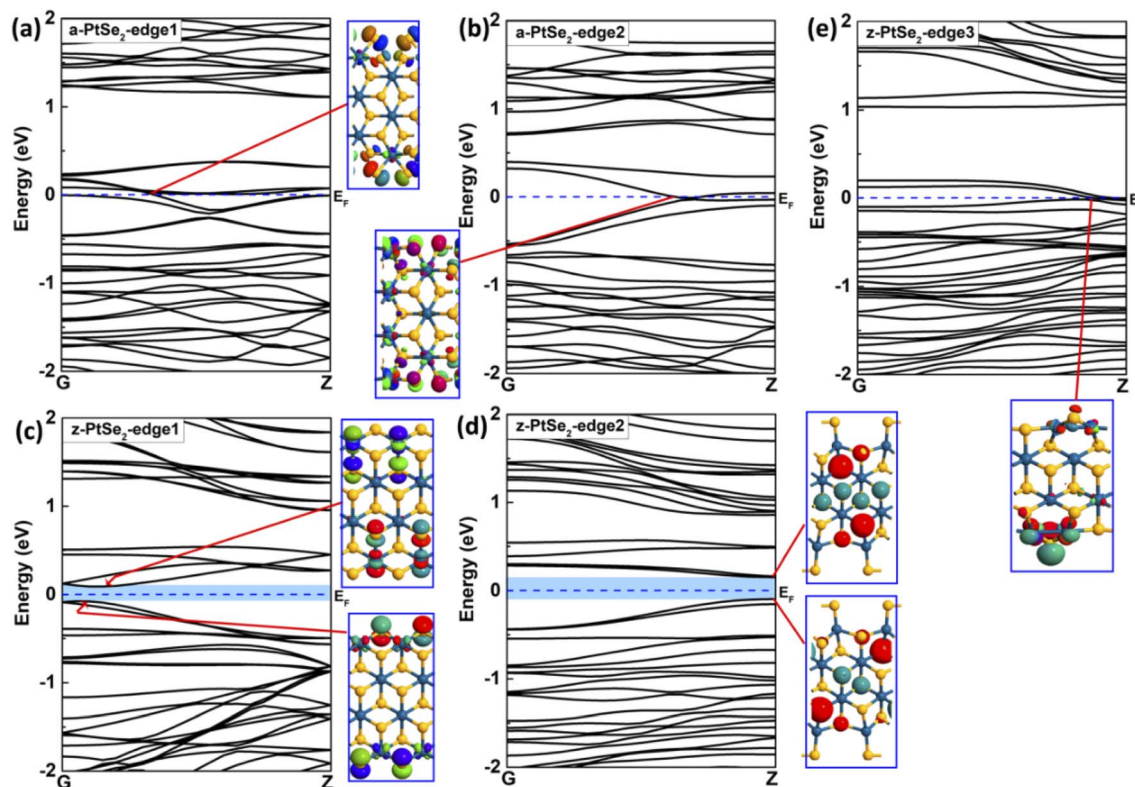 (a) a-PtSe₂-edge1
2
1
0
-1
-2
Energy (eV)
G Z
E_F
(b) a-PtSe₂-edge2
2
1
0
-1
-2
Energy (eV)
G Z
E_F
(e) z-PtSe₂-edge3
2
1
0
-1
-2
Energy (eV)
G Z
E_F
(c) z-PtSe₂-edge1
2
1
0
-1
-2
Energy (eV)
G Z
E_F
(d) z-PtSe₂-edge2
2
1
0
-1
-2
Energy (eV)
G Z
E_F